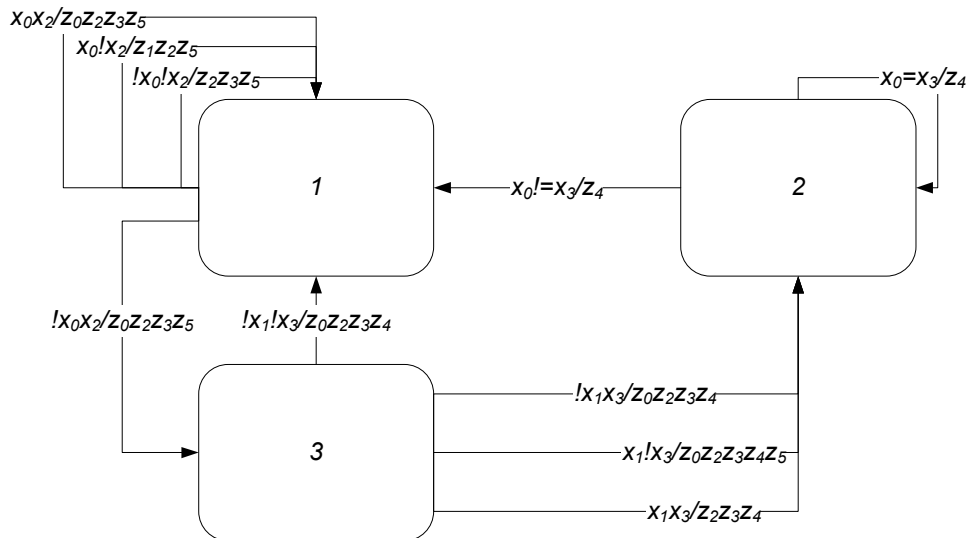 x₀x₂/z₀z₂z₃z₅
x₀!x₂/z₁z₂z₅
!x₀!x₂/z₂z₃z₅
x₀=x₃/z₄
1
x₀!=x₃/z₄
2
!x₀x₂/z₀z₂z₃z₅
!x₁!x₃/z₀z₂z₃z₄
!x₁x₃/z₀z₂z₃z₄
3
x₁!x₃/z₀z₂z₃z₄z₅
x₁x₃/z₂z₃z₄